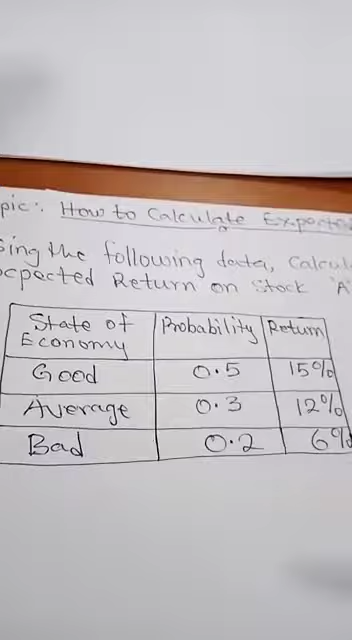 pic: How to Calculate Expected
sing the following data, Calcul
xpected Return on Stock 'A'
State of Economy Probability Return
Good 0.5 15%
Average 0.3 12%
Bad 0.2 6%